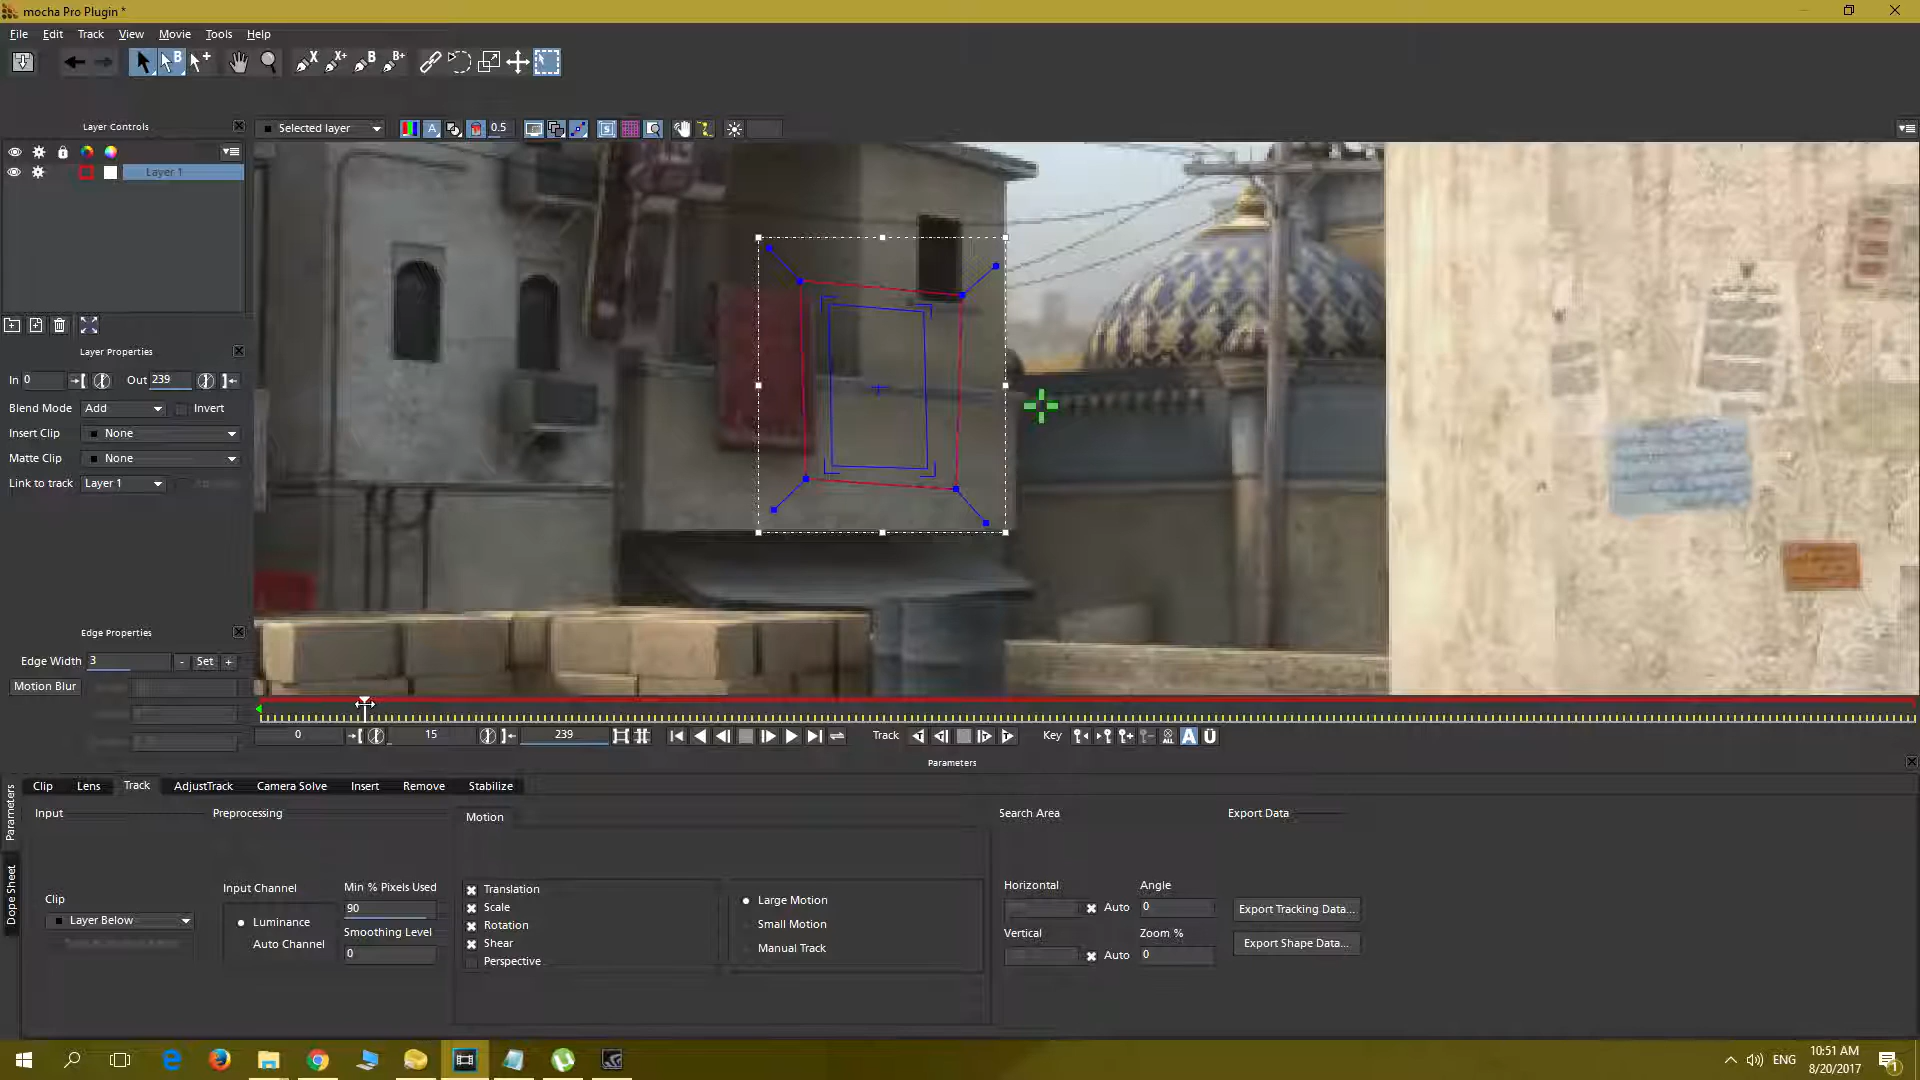 mocha Pro Plugin *
File Edit Track View Movie Tools Help
Layer Controls
Selected layer
0.5
Layer 1
Layer Properties
In 0 Out 239
Blend Mode Add Invert
Insert Clip None
Matte Clip None
Link to track Layer 1
Edge Properties
Edge Width 3 - Set +
Motion Blur
0 15 239 Track Key ALL A Ü
Parameters
Clip Lens Track AdjustTrack Camera Solve Insert Remove Stabilize
Parameters
Dope Sheet
Input Preprocessing Motion Search Area Export Data
Clip
Layer Below
Input Channel
Luminance
Auto Channel
Min % Pixels Used
90
Smoothing Level
0
Translation
Scale
Rotation
Shear
Perspective
Large Motion
Small Motion
Manual Track
Horizontal Angle
Auto 0
Vertical Zoom %
Auto 0
Export Tracking Data...
Export Shape Data...
ENG
10:51 AM
8/20/2017